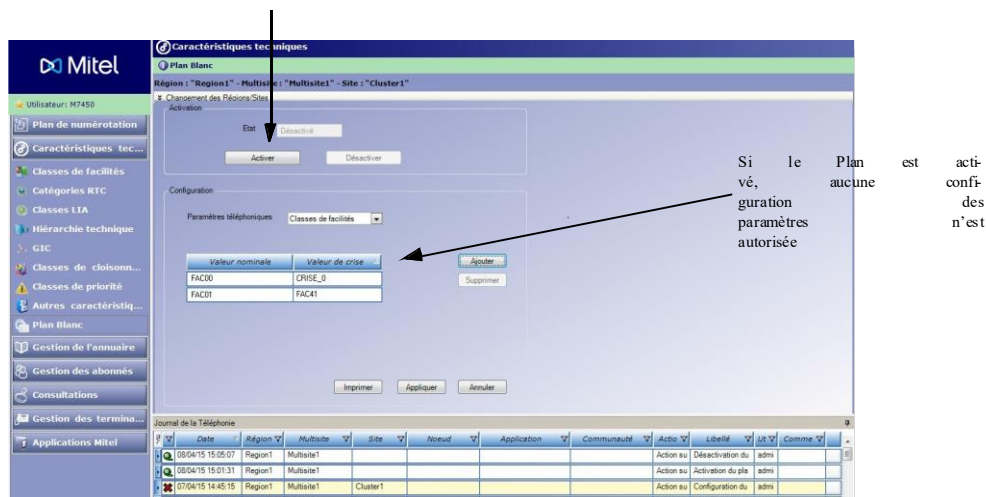 Mitel
Caractéristiques techniques
Plan Blanc
Région : "Region1" - Multisite : "Multisite1" - Site : "Cluster1"
Changement des Régions/Sites
Utilisateur: M7450
Plan de numérotation
Caractéristiques tec...
Classes de facilités
Catégories RTC
Classes LIA
Hiérarchie technique
GIC
Classes de cloisonn...
Classes de priorité
Autres caractéristiq...
Plan Blanc
Gestion de l'annuaire
Gestion des abonnés
Consultations
Gestion des termina...
Applications Mitel
Activation
Etat Désactivé
Activer Désactiver
Configuration
Paramètres téléphoniques Classes de facilités
Valeur nominale Valeur de crise
FAC00 CRISE_0
FAC01 FAC41
Ajouter
Supprimer
Imprimer Appliquer Annuler
Si le Plan est acti-
vé, aucune confi-
guration des
paramètres n'est
autorisée
Journal de la Téléphonie
Date Région Multisite Site Noeud Application Communauté Actio Libellé Ut Comme
08/04/15 15:05:07 Region1 Multisite1 Action su Désactivation du admi
08/04/15 15:01:31 Region1 Multisite1 Action su Activation du pla admi
07/04/15 14:45:15 Region1 Multisite1 Cluster1 Action su Configuration du admi